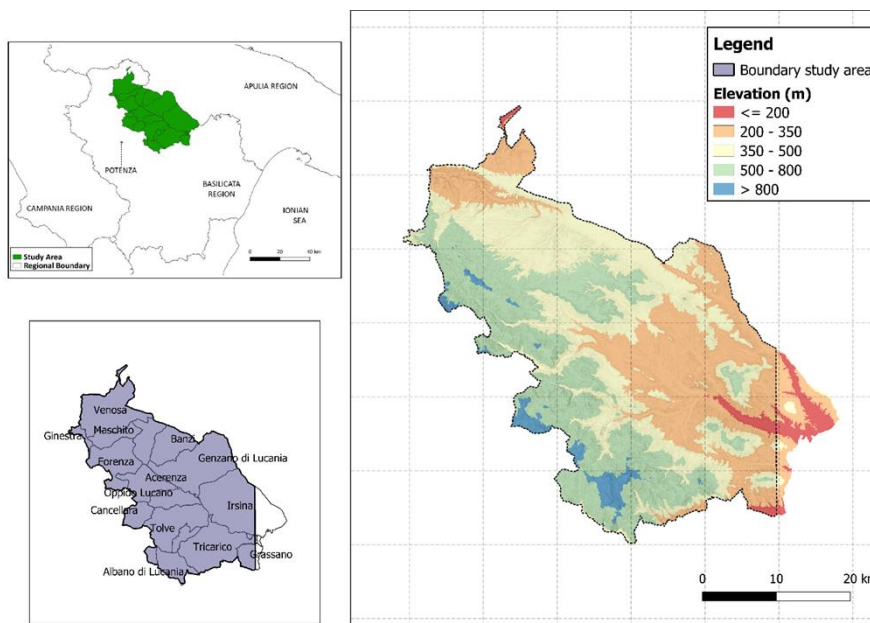 APULIA REGION
POTENZA
BASILICATA
REGION
CAMPANIA REGION
IONIAN
SEA
Study Area
Regional Boundary
0 20 40 km
Venosa
Maschito
Ginestra
Banzi
Forenza
Genzano di Lucania
Acerenza
Oppido Lucano
Irsina
Cancellara
Tolve
Tricarico
Grassano
Albano di Lucania
Legend
Boundary study area
Elevation (m)
<= 200
200 - 350
350 - 500
500 - 800
> 800
0 10 20 km